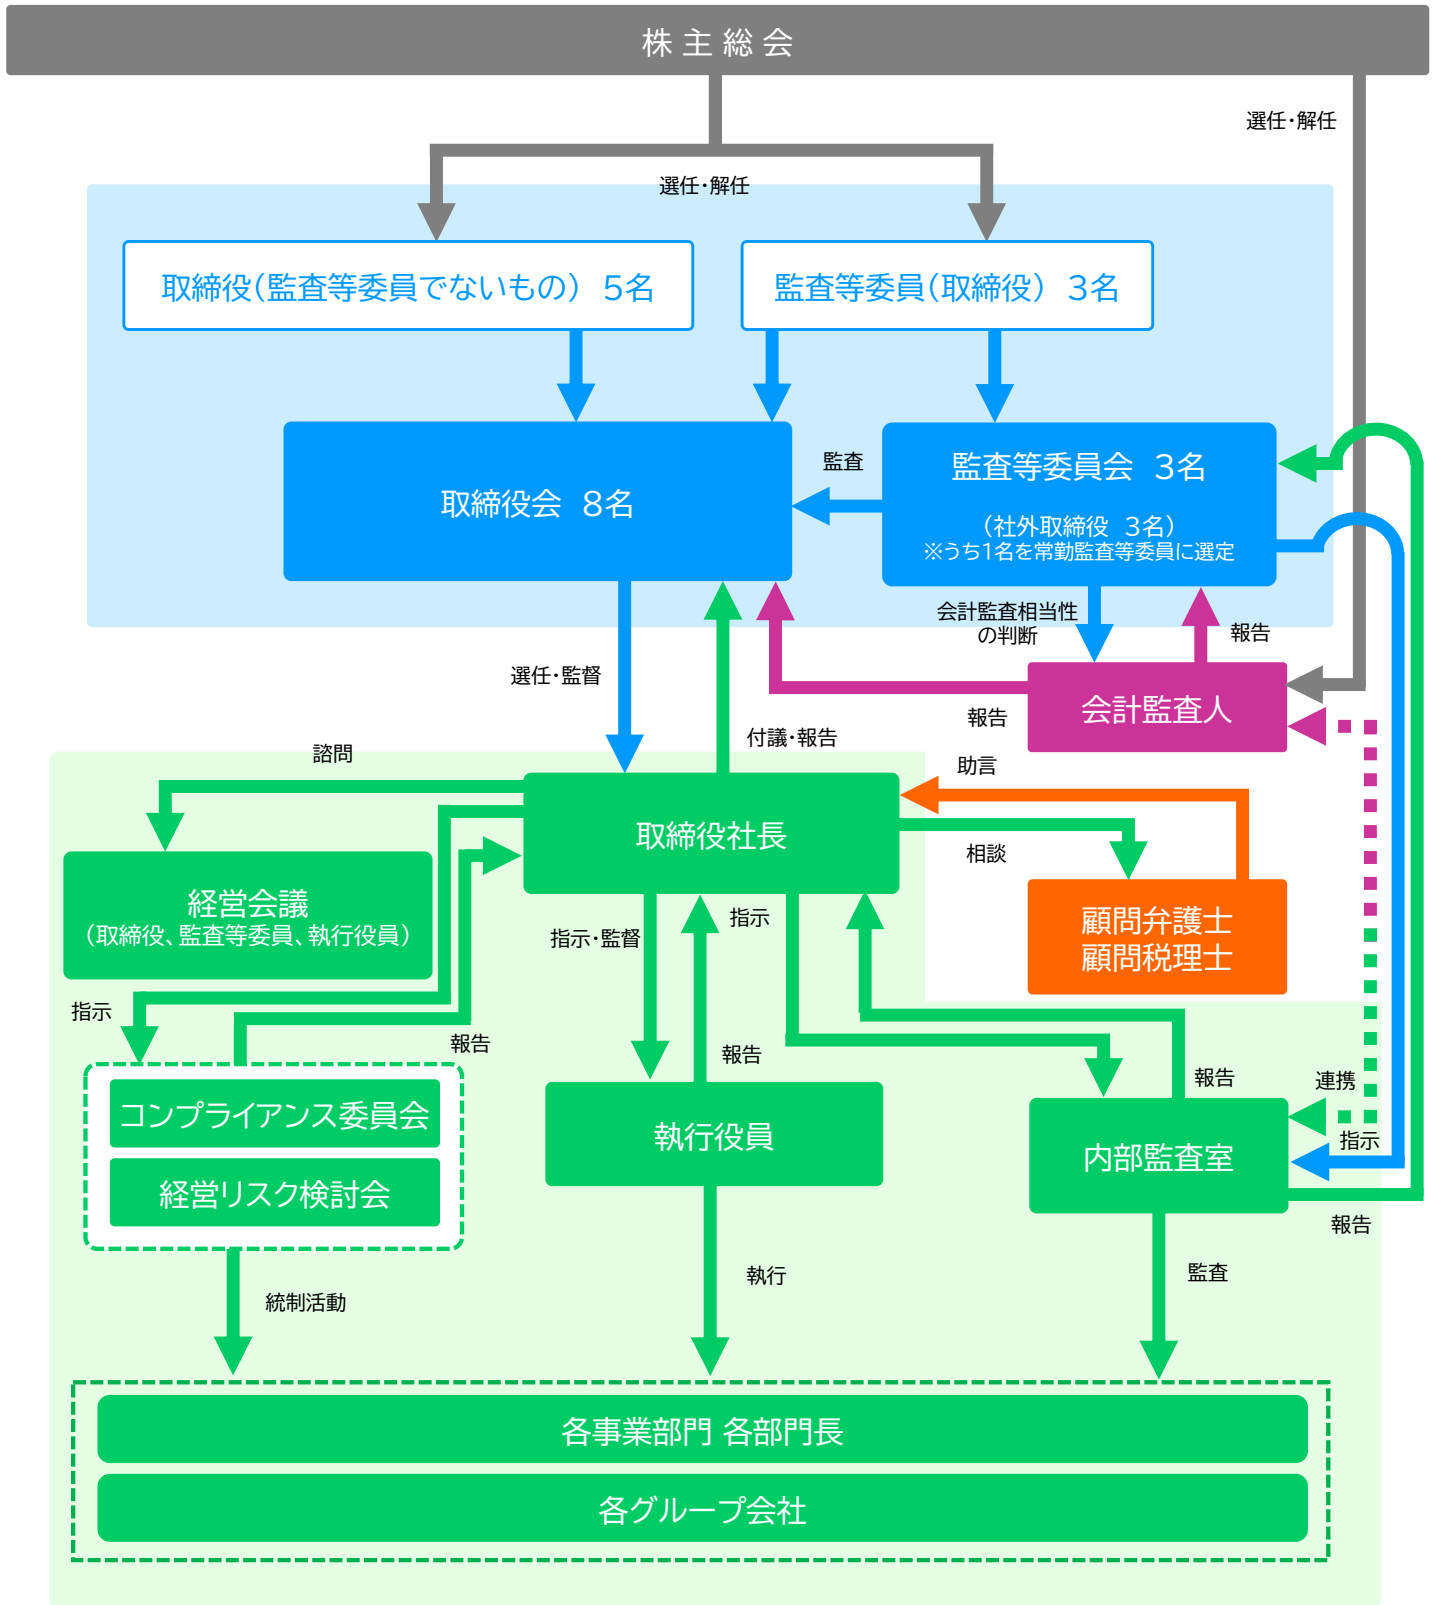 株主総会
選任・解任
選任・解任
取締役(監査等委員でないもの) 5名
監査等委員(取締役) 3名
監査
取締役会 8名
監査等委員会 3名
(社外取締役 3名)
※うち1名を常勤監査等委員に選定
会計監査相当性
の判断
報告
選任・監督
会計監査人
報告
付議・報告
諮問
助言
取締役社長
相談
経営会議
(取締役、監査等委員、執行役員)
顧問弁護士
顧問税理士
指示・監督
指示
指示
報告
報告
報告
連携
コンプライアンス委員会
執行役員
内部監査室
指示
経営リスク検討会
報告
統制活動
執行
監査
各事業部門 各部門長
各グループ会社